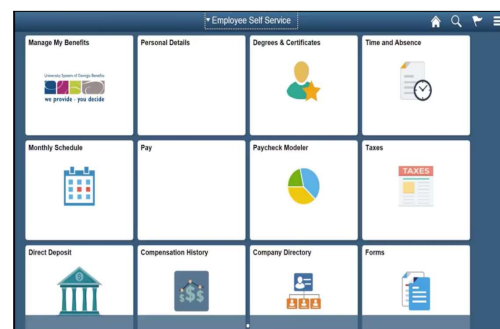 Employee Self Service
Manage My Benefits
Personal Details
Degrees & Certificates
Time and Absence
University System of Georgia Benefits
we provide - you decide
Monthly Schedule
Pay
Paycheck Modeler
Taxes
TAXES
Direct Deposit
Compensation History
Company Directory
Forms
$$$